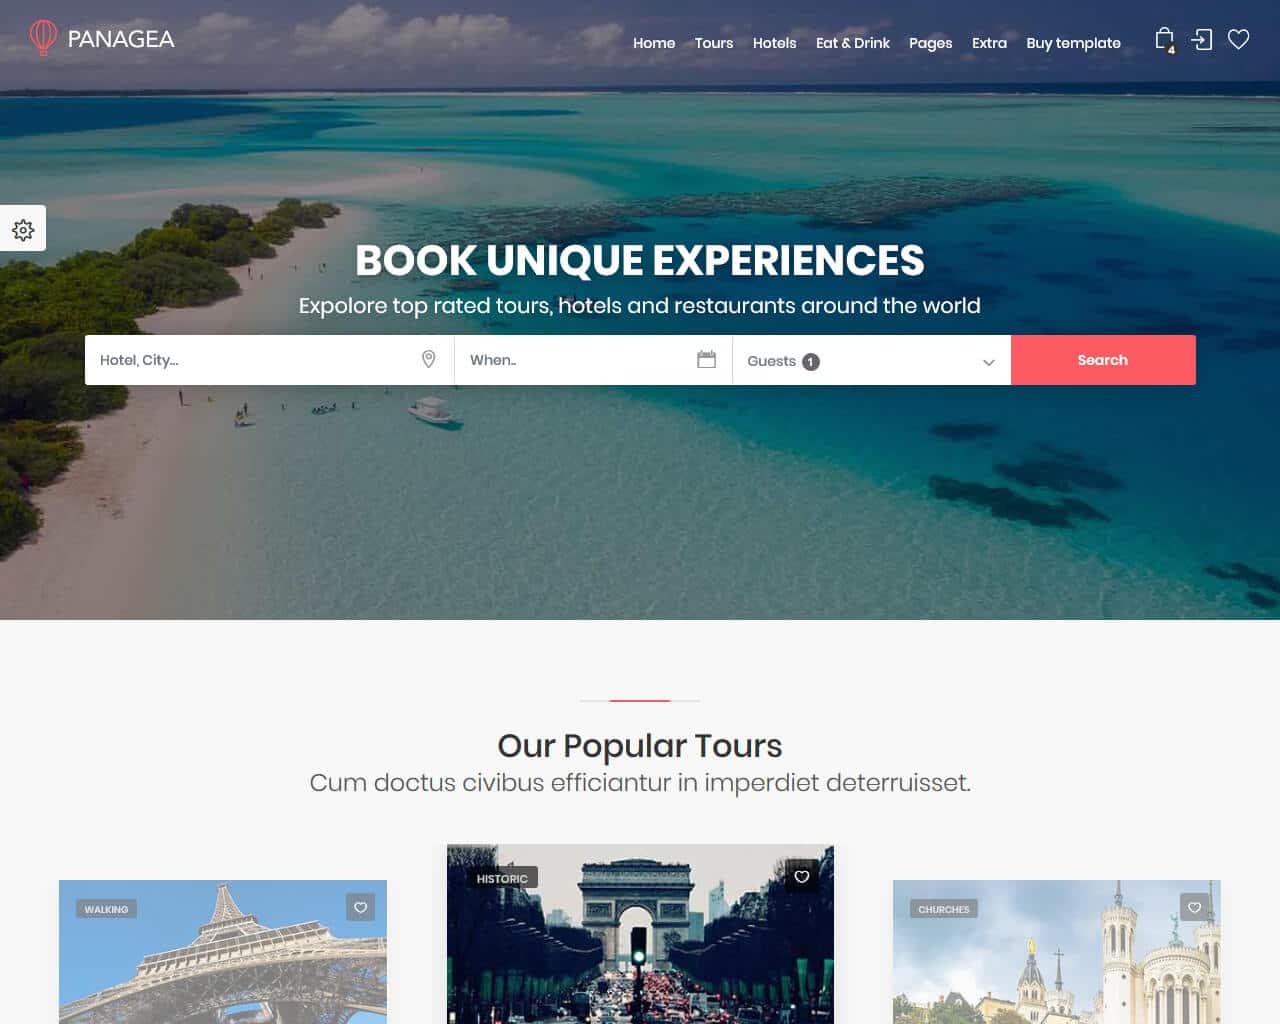 PANAGEA
Home Tours Hotels Eat & Drink Pages Extra Buy template
4
BOOK UNIQUE EXPERIENCES
Expolore top rated tours, hotels and restaurants around the world
Hotel, City... When.. Guests 1 Search
Our Popular Tours
Cum doctus civibus efficiantur in imperdiet deterruisset.
HISTORIC
WALKING
CHURCHES